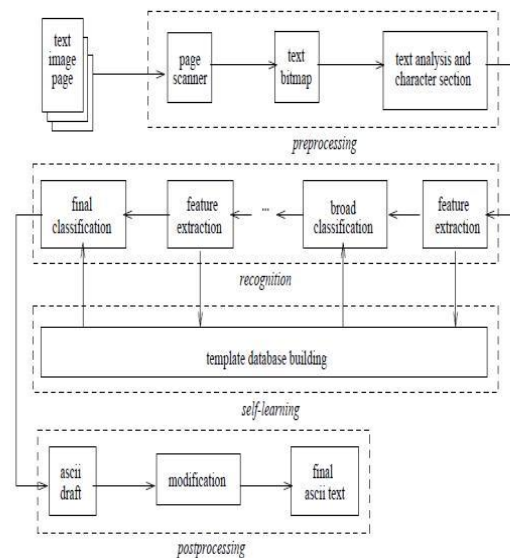 text
image
page
page
scanner
text
bitmap
text analysis and
character section
preprocessing
final
classification
feature
extraction
...
broad
classification
feature
extraction
recognition
template database building
self-learning
ascii
draft
modification
final
ascii text
postprocessing